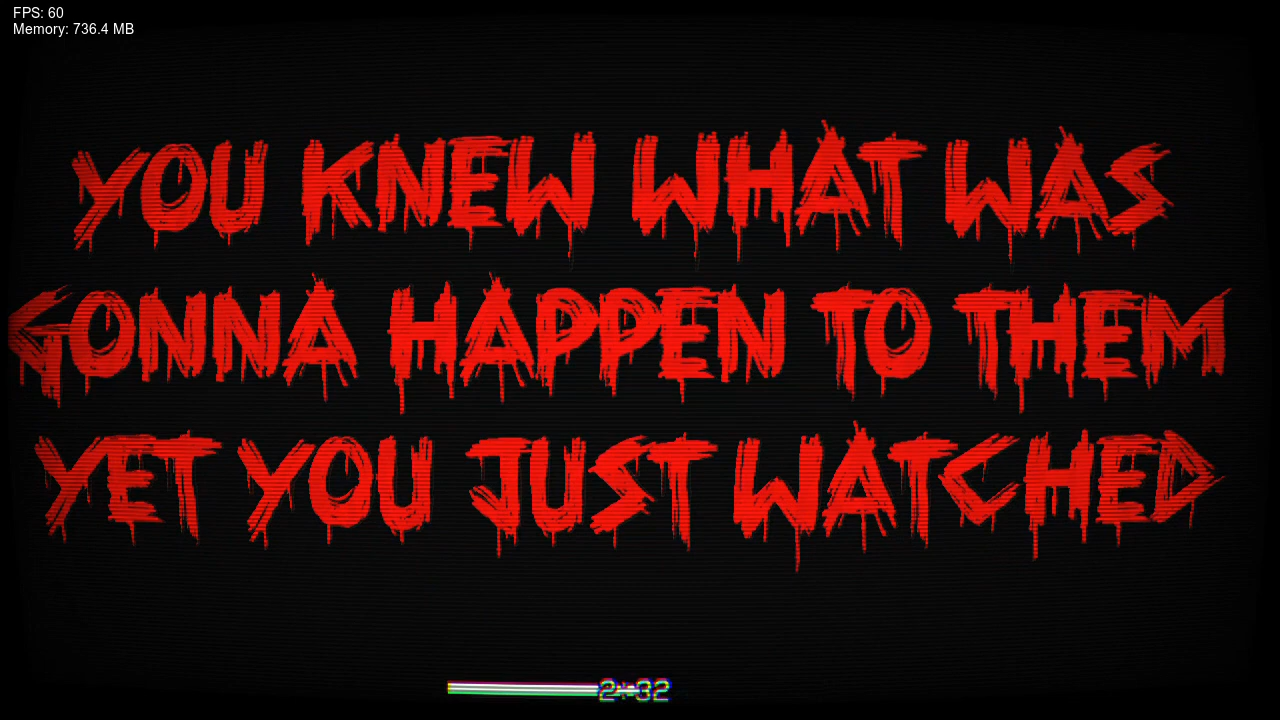 FPS: 60
Memory: 736.4 MB
YOU KNEW WHAT WAS
GONNA HAPPEN TO THEM
YET YOU JUST WATCHED
2:32